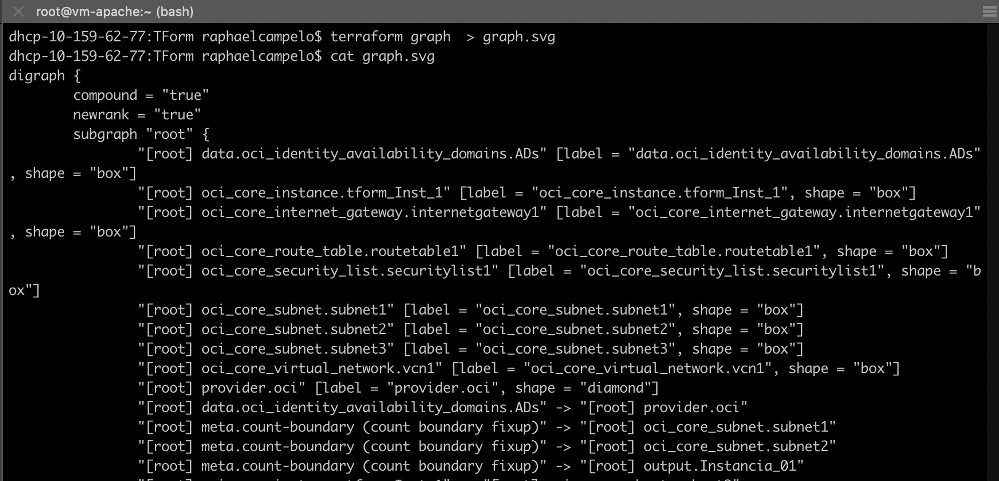 root@vm-apache:~ (bash)
dhcp-10-159-62-77:TForm raphaelcampelo$ terraform graph  > graph.svg
dhcp-10-159-62-77:TForm raphaelcampelo$ cat graph.svg
digraph {
        compound = "true"
        newrank = "true"
        subgraph "root" {
                "[root] data.oci_identity_availability_domains.ADs" [label = "data.oci_identity_availability_domains.ADs"
, shape = "box"]
                "[root] oci_core_instance.tform_Inst_1" [label = "oci_core_instance.tform_Inst_1", shape = "box"]
                "[root] oci_core_internet_gateway.internetgateway1" [label = "oci_core_internet_gateway.internetgateway1"
, shape = "box"]
                "[root] oci_core_route_table.routetable1" [label = "oci_core_route_table.routetable1", shape = "box"]
                "[root] oci_core_security_list.securitylist1" [label = "oci_core_security_list.securitylist1", shape = "b
ox"]
                "[root] oci_core_subnet.subnet1" [label = "oci_core_subnet.subnet1", shape = "box"]
                "[root] oci_core_subnet.subnet2" [label = "oci_core_subnet.subnet2", shape = "box"]
                "[root] oci_core_subnet.subnet3" [label = "oci_core_subnet.subnet3", shape = "box"]
                "[root] oci_core_virtual_network.vcn1" [label = "oci_core_virtual_network.vcn1", shape = "box"]
                "[root] provider.oci" [label = "provider.oci", shape = "diamond"]
                "[root] data.oci_identity_availability_domains.ADs" -> "[root] provider.oci"
                "[root] meta.count-boundary (count boundary fixup)" -> "[root] oci_core_subnet.subnet1"
                "[root] meta.count-boundary (count boundary fixup)" -> "[root] oci_core_subnet.subnet2"
                "[root] meta.count-boundary (count boundary fixup)" -> "[root] output.Instancia_01"